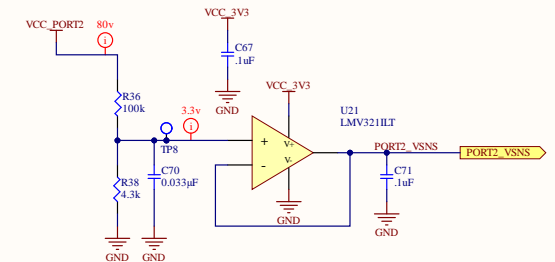 VCC_PORT2
80v
i
VCC_3V3
C67
.1uF
GND
R36
100k
3.3v
i
TP8
VCC_3V3
U21
LMV321ILT
+
V+
-
V-
PORT2_VSNS
PORT2_VSNS
R38
4.3k
C70
0.033µF
C71
.1uF
GND
GND
GND
GND